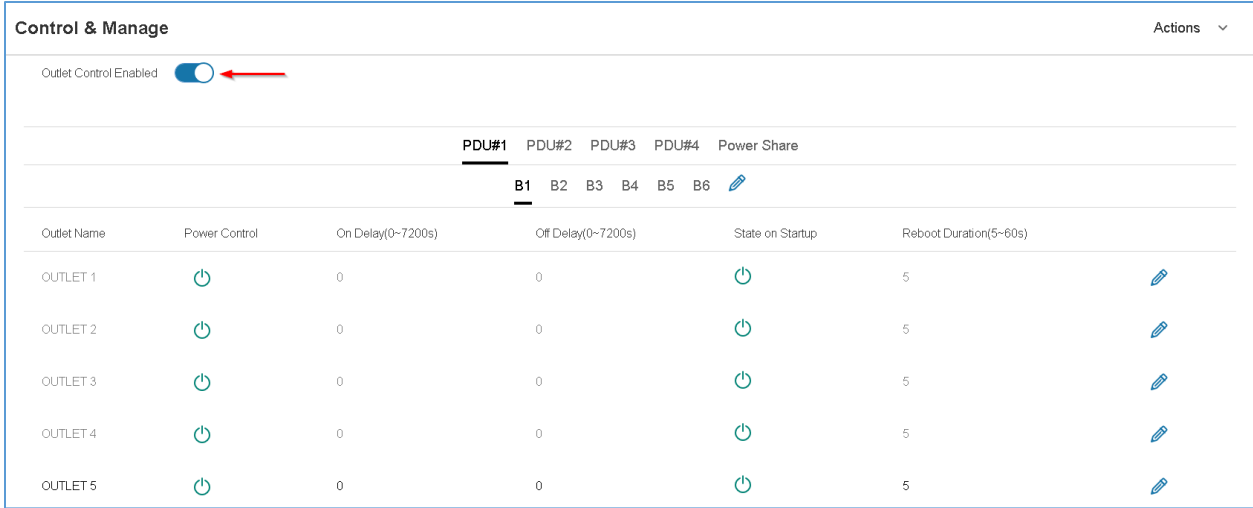 Control & Manage Actions
Outlet Control Enabled
PDU#1 PDU#2 PDU#3 PDU#4 Power Share
B1 B2 B3 B4 B5 B6
Outlet Name Power Control On Delay(0~7200s) Off Delay(0~7200s) State on Startup Reboot Duration(5~60s)
OUTLET 1 0 0 5
OUTLET 2 0 0 5
OUTLET 3 0 0 5
OUTLET 4 0 0 5
OUTLET 5 0 0 5